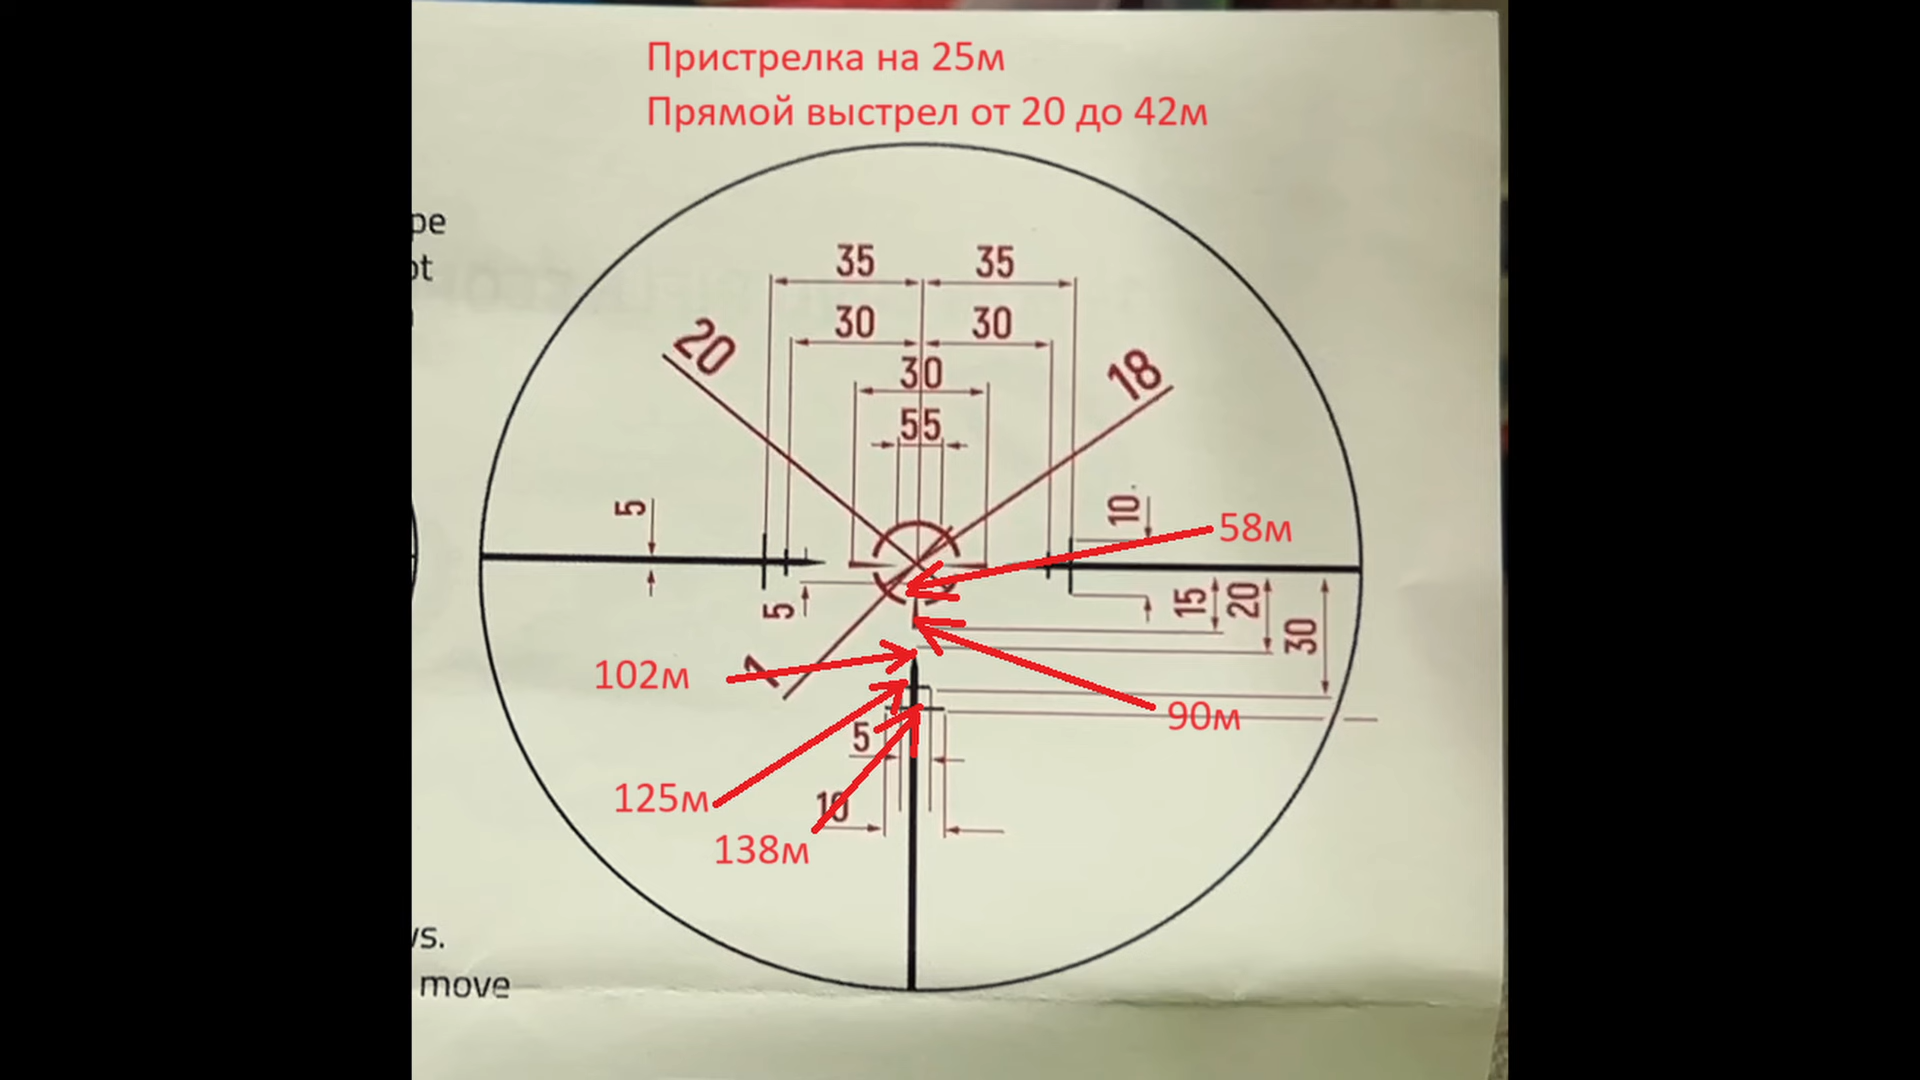 Пристрелка на 25м
Прямой выстрел от 20 до 42м
pe
ot
35 35
30 30
20
30
18
55
5
10
58м
5
15
20
30
102м
1
90м
5
125м
10
138м
vs.
move